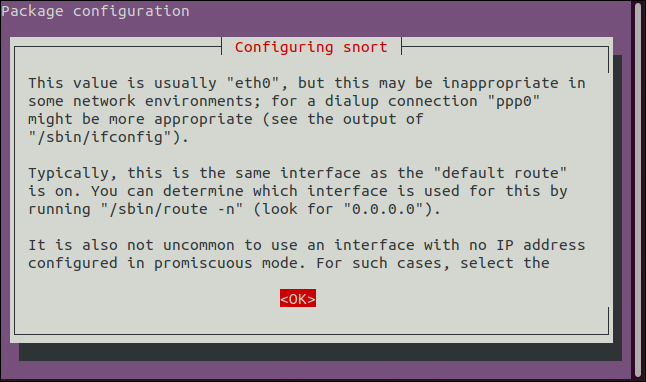 Package configuration
Configuring snort
This value is usually "eth0", but this may be inappropriate in
some network environments; for a dialup connection "ppp0"
might be more appropriate (see the output of
"/sbin/ifconfig").
Typically, this is the same interface as the "default route"
is on. You can determine which interface is used for this by
running "/sbin/route -n" (look for "0.0.0.0").
It is also not uncommon to use an interface with no IP address
configured in promiscuous mode. For such cases, select the
<OK>